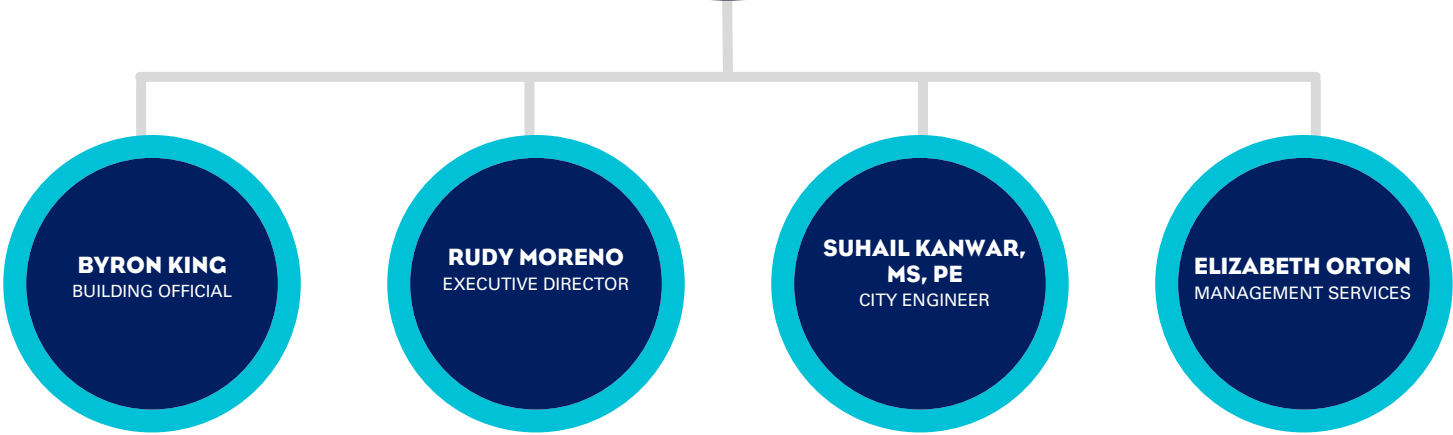 BYRON KING
BUILDING OFFICIAL
RUDY MORENO
EXECUTIVE DIRECTOR
SUHAIL KANWAR,
MS, PE
CITY ENGINEER
ELIZABETH ORTON
MANAGEMENT SERVICES